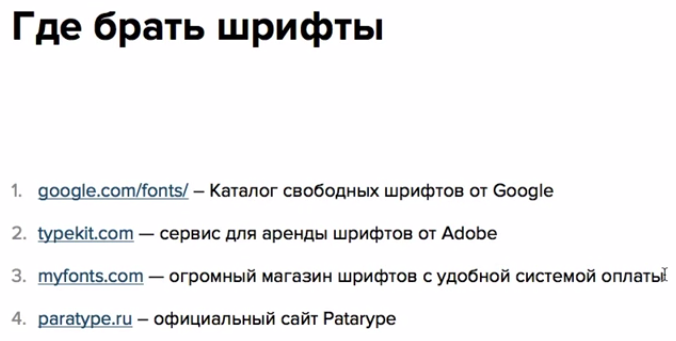 Где брать шрифты
1. google.com/fonts/ – Каталог свободных шрифтов от Google
2. typekit.com — сервис для аренды шрифтов от Adobe
3. myfonts.com — огромный магазин шрифтов с удобной системой оплаты
4. paratype.ru – официальный сайт Patarype